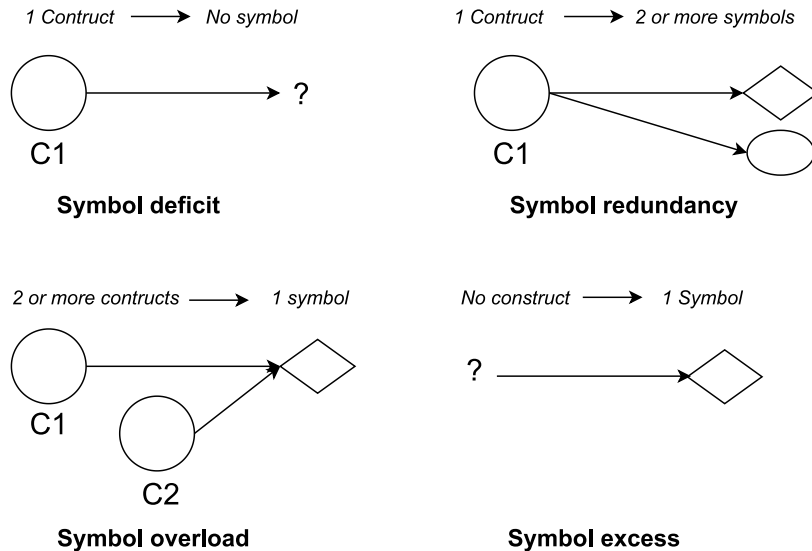 1 Contruct No symbol
?
C1
Symbol deficit
1 Contruct 2 or more symbols
C1
Symbol redundancy
2 or more contructs 1 symbol
C1
C2
Symbol overload
No construct 1 Symbol
?
Symbol excess